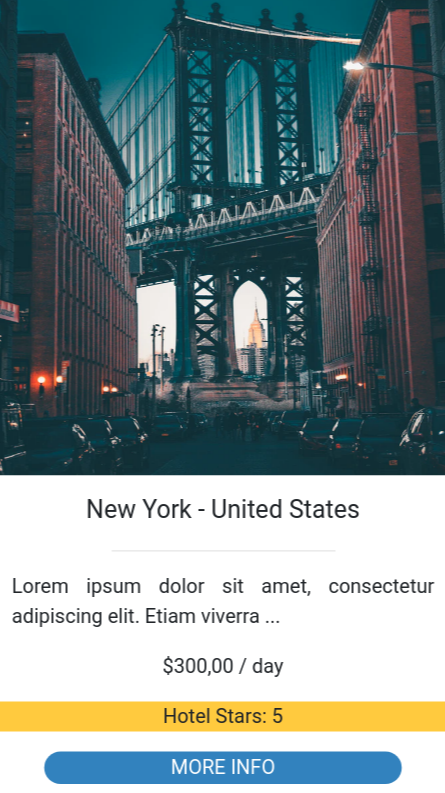 New York - United States
Lorem ipsum dolor sit amet, consectetur
adipiscing elit. Etiam viverra ...
$300,00 / day
Hotel Stars: 5
MORE INFO